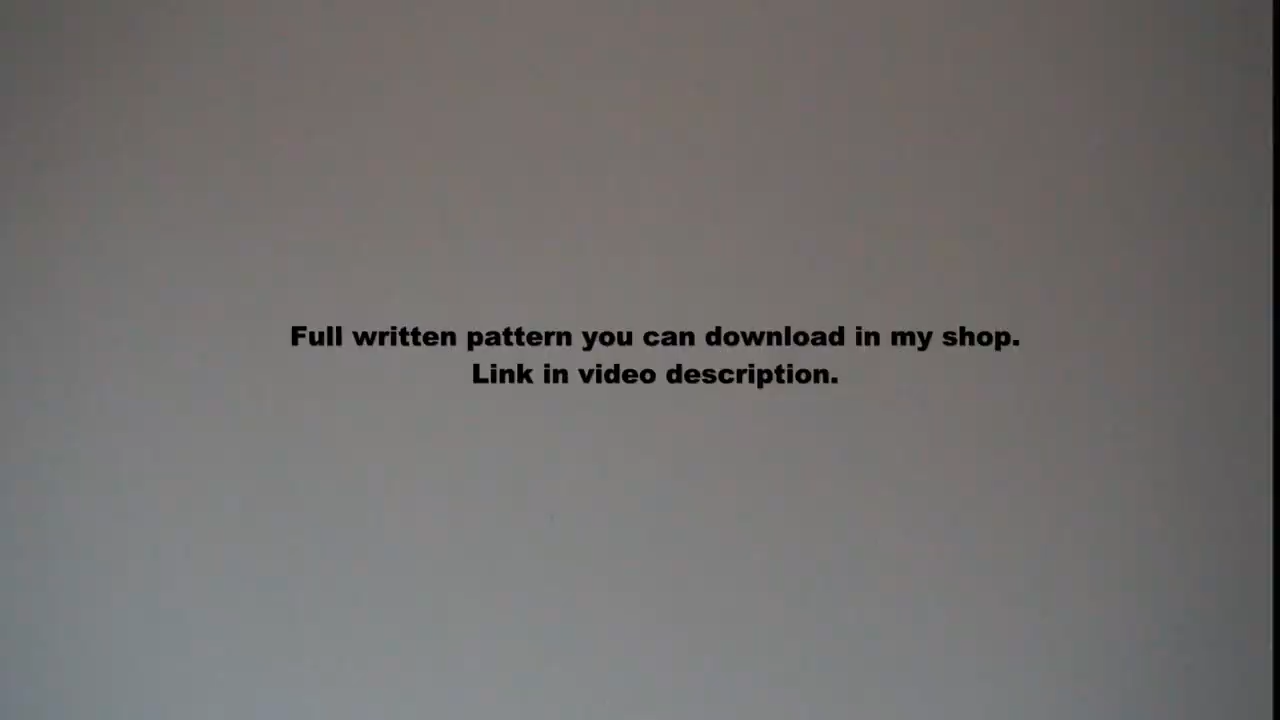 Full written pattern you can download in my shop.
Link in video description.